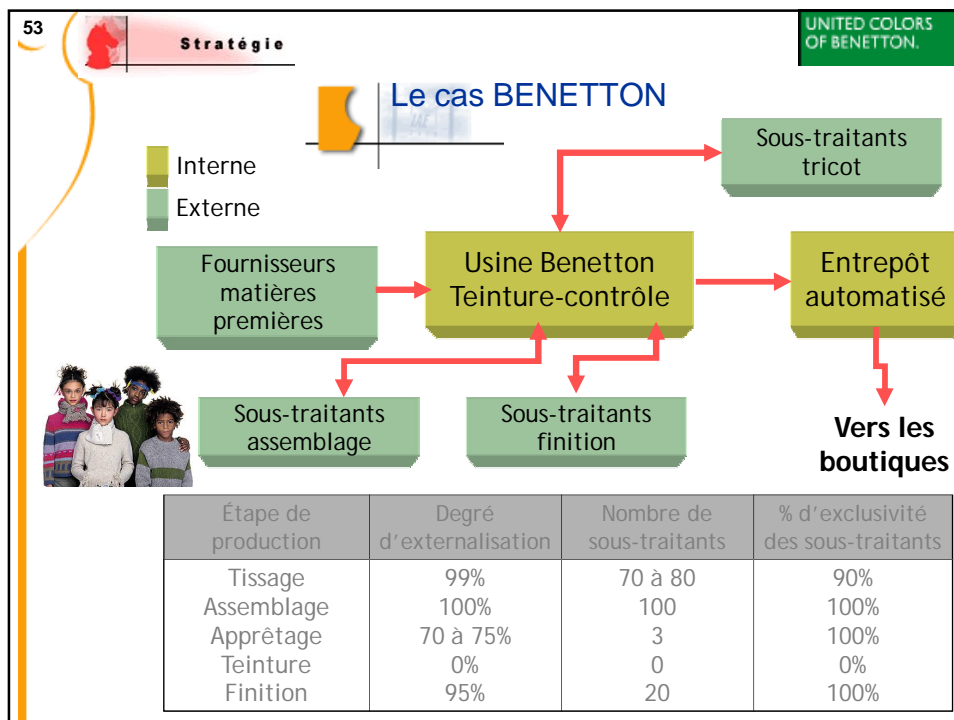 53
Stratégie
UNITED COLORS
OF BENETTON.
Le cas BENETTON
Interne
Externe
Sous-traitants
tricot
Fournisseurs
matières
premières
Usine Benetton
Teinture-contrôle
Entrepôt
automatisé
Sous-traitants
assemblage
Sous-traitants
finition
Vers les
boutiques
Étape de production | Degré d'externalisation | Nombre de sous-traitants | % d'exclusivité des sous-traitants
Tissage 99% 70 à 80 90%
Assemblage 100% 100 100%
Apprêtage 70 à 75% 3 100%
Teinture 0% 0 0%
Finition 95% 20 100%